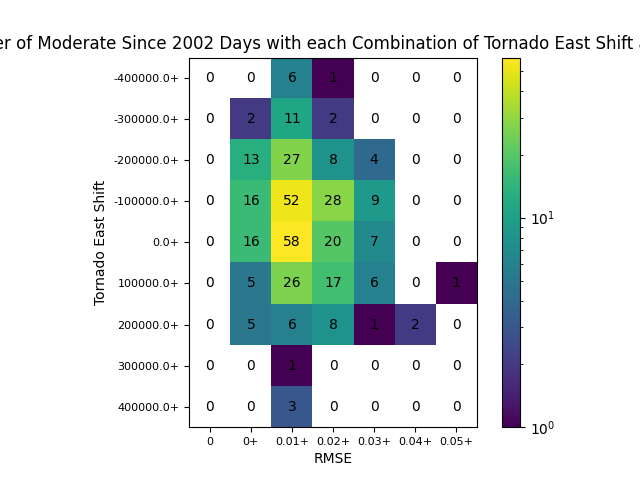 of Moderate Since 2002 Days with each Combination of Tornado East Shift
-400000.0+ 0 0 6 1 0 0 0
-300000.0+ 0 2 11 2 0 0 0
-200000.0+ 0 13 27 8 4 0 0
-100000.0+ 0 16 52 28 9 0 0
0.0+ 0 16 58 20 7 0 0
100000.0+ 0 5 26 17 6 0 1
200000.0+ 0 5 6 8 1 2 0
300000.0+ 0 0 1 0 0 0 0
400000.0+ 0 0 3 0 0 0 0
0 0+ 0.01+ 0.02+ 0.03+ 0.04+ 0.05+
RMSE
Tornado East Shift
10¹
10⁰